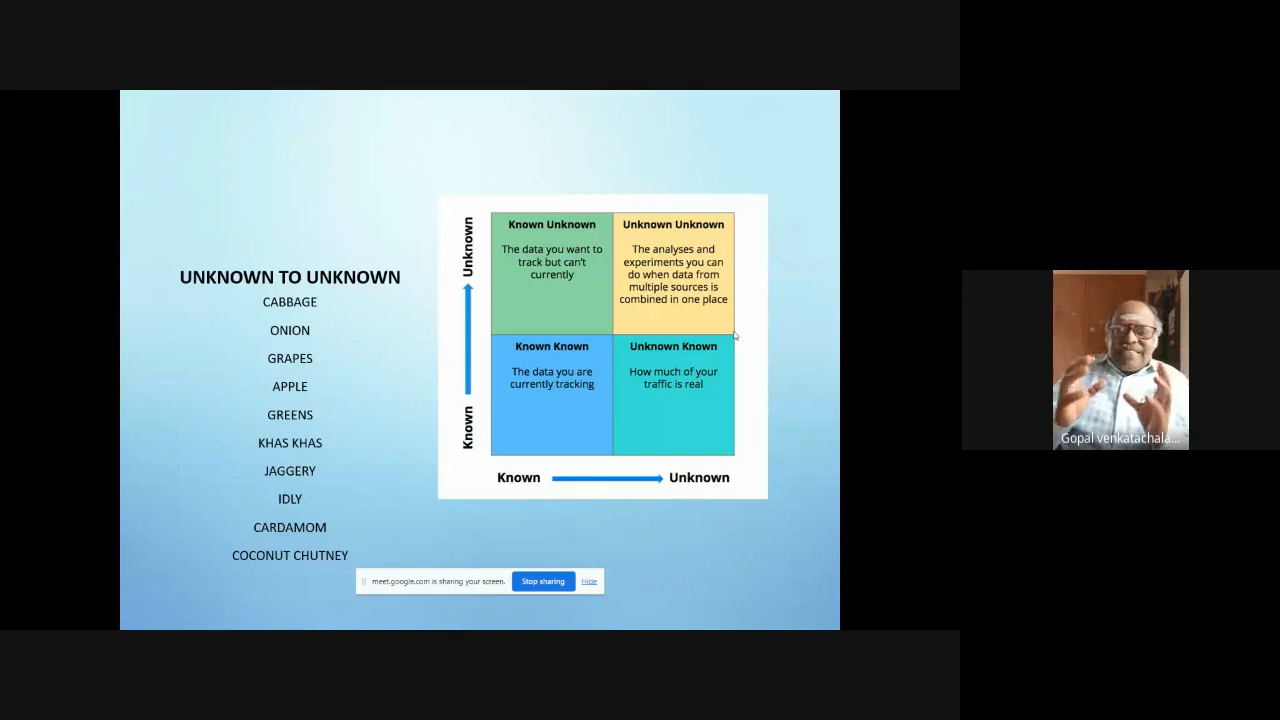 UNKNOWN TO UNKNOWN
CABBAGE
ONION
GRAPES
APPLE
GREENS
KHAS KHAS
JAGGERY
IDLY
CARDAMOM
COCONUT CHUTNEY
Unknown
Known
Known Unknown
The data you want to
track but can't
currently
Unknown Unknown
The analyses and
experiments you can
do when data from
multiple sources is
combined in one place
Known Known
The data you are
currently tracking
Unknown Known
How much of your
traffic is real
Known
Unknown
meet.google.com is sharing your screen.
Stop sharing
Hide
Gopal venkatachala...